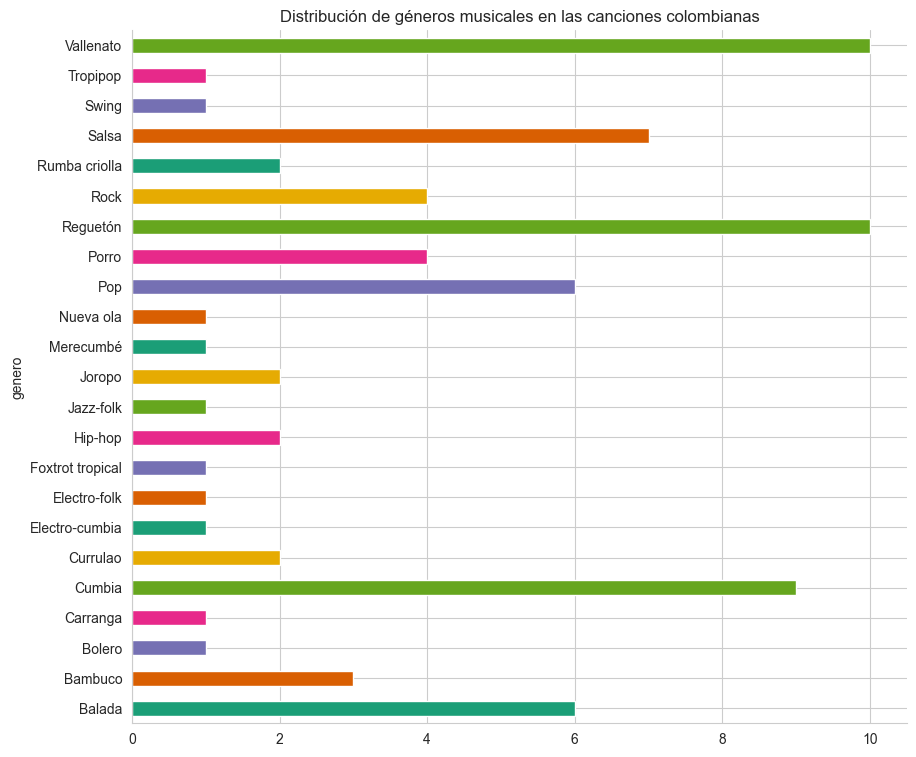 Distribución de géneros musicales en las canciones colombianas
Vallenato
Tropipop
Swing
Salsa
Rumba criolla
Rock
Reguetón
Porro
Pop
Nueva ola
Merecumbé
Joropo
Jazz-folk
Hip-hop
Foxtrot tropical
Electro-folk
Electro-cumbia
Currulao
Cumbia
Carranga
Bolero
Bambuco
Balada
genero
0 2 4 6 8 10